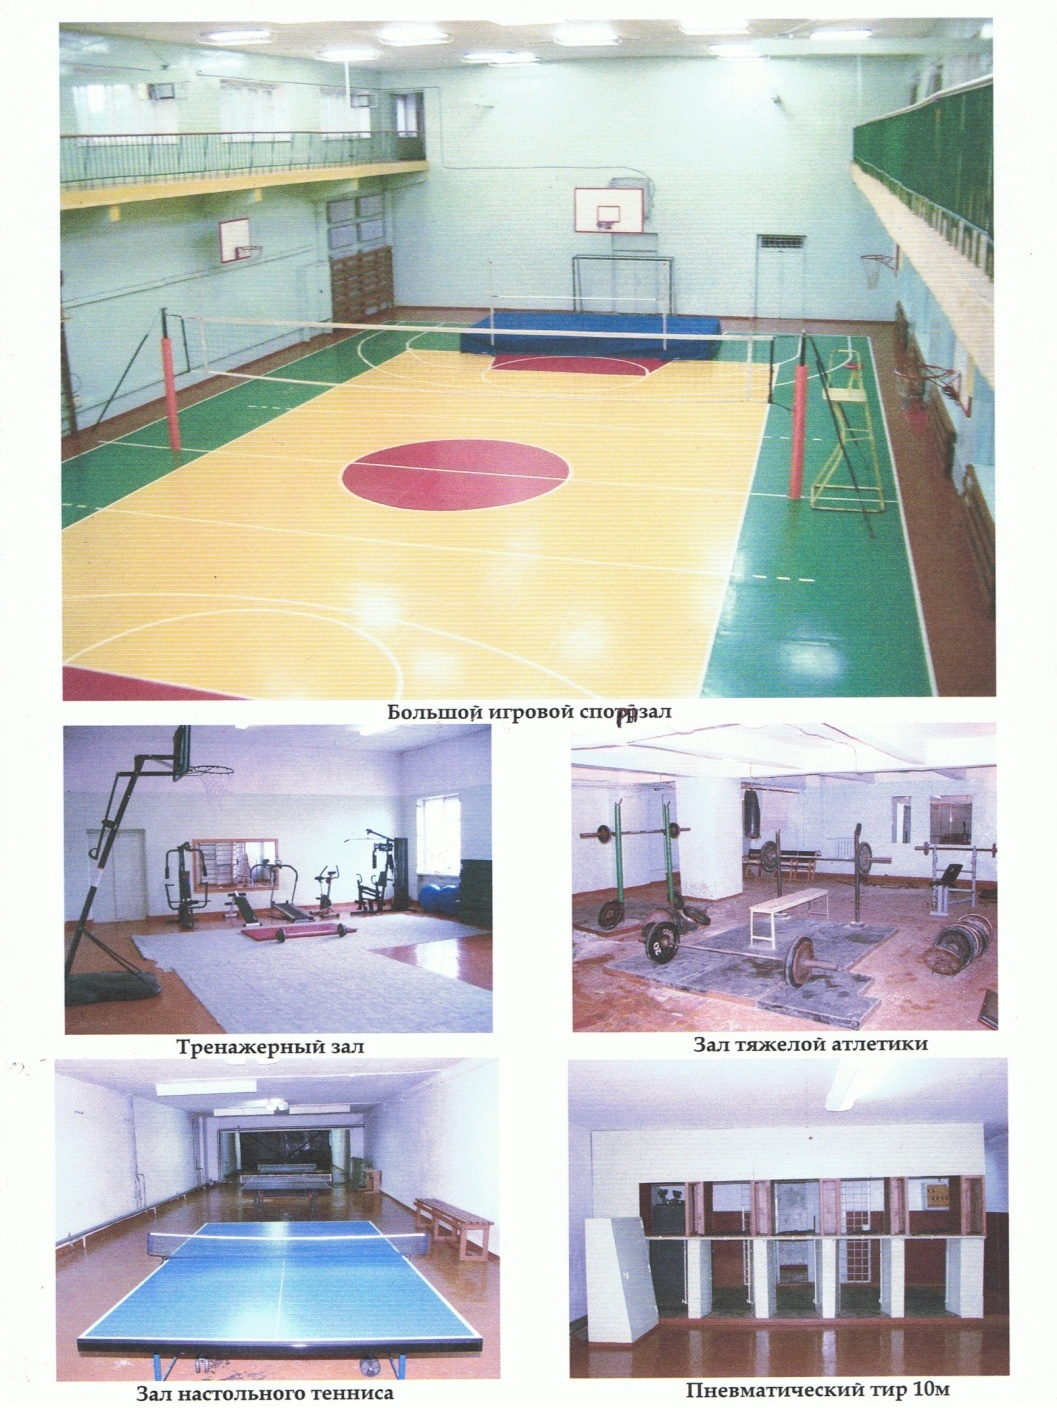 Большой игровой спортзал
Тренажерный зал
Зал тяжелой атлетики
Зал настольного тенниса
Пневматический тир 10м